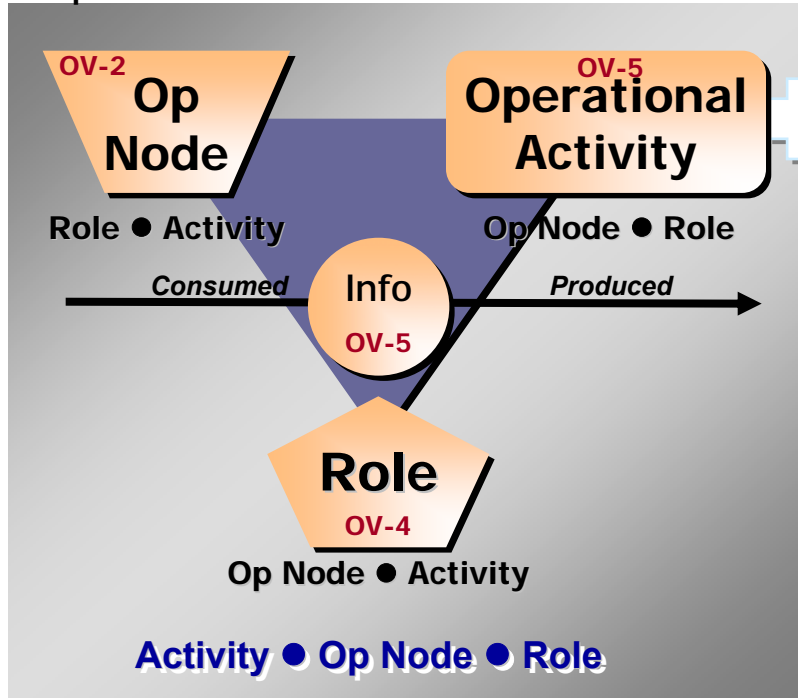 OV-2
Op
Node
OV-5
Operational
Activity
Role ● Activity
Op Node ● Role
Consumed
Info
Produced
OV-5
Role
OV-4
Op Node ● Activity
Activity ● Op Node ● Role